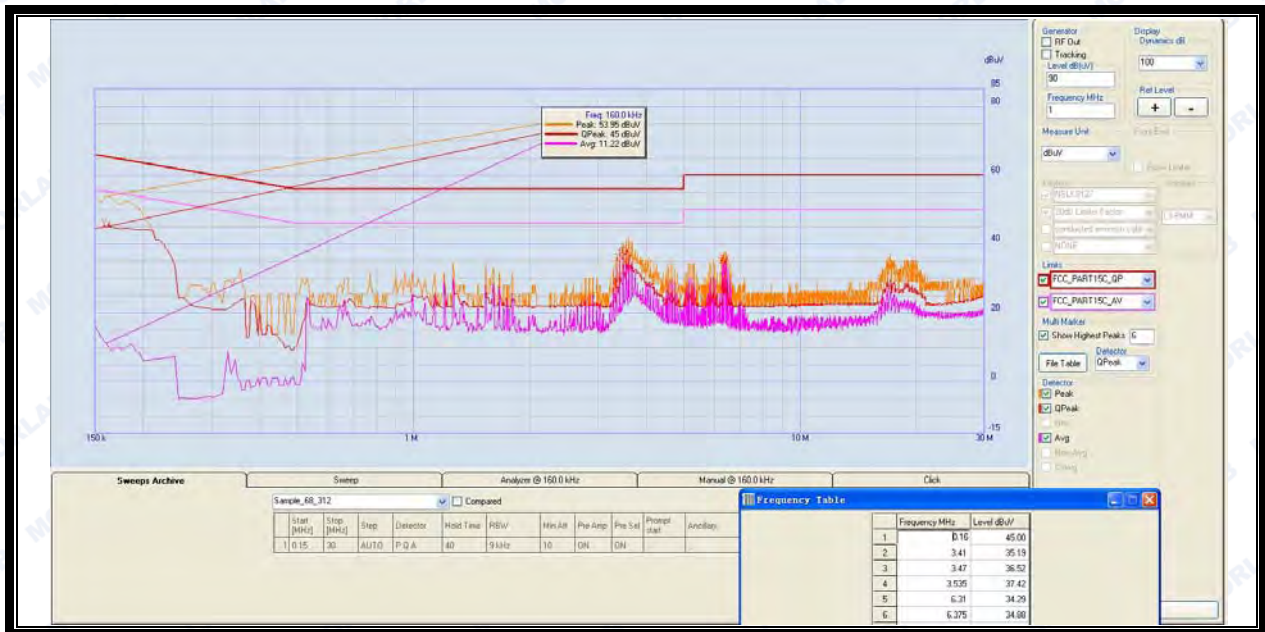 dBuV
85
80
60
40
20
0
-15
150 k
1 M
10 M
30 M
Freq: 160.0 kHz
Peak: 53.95 dBuV
QPeak: 45 dBuV
Avg: 11.22 dBuV
Generator
RF Out
Tracking
Level dB(uV)
90
Frequency MHz
1
Display
Dynamics dB
100
Ref Level
+ -
Measure Unit
dBuV
Front End
20dB Limiter Factor
NONE
Limits
FCC_PART15C_QP
FCC_PART15C_AV
Multi Marker
Show Highest Peaks 6
File Table
Detector
QPeak
Detector
Peak
QPeak
Avg
Sweeps Archive Sweep Analyzer @ 160.0 kHz Manual @ 160.0 kHz Click
Sample_68_312 Compared
Start [MHz] Stop [MHz] Step Detector Hold Time RBW Min Att Pre Amp Pre Sel Prompt start Ancillary
1 0.15 30 AUTO P Q A 40 9 kHz 10 ON ON
Frequency Table
Frequency MHz Level dBuV
1 0.16 45.00
2 3.41 35.19
3 3.47 36.52
4 3.535 37.42
5 6.31 34.29
6 6.375 34.88